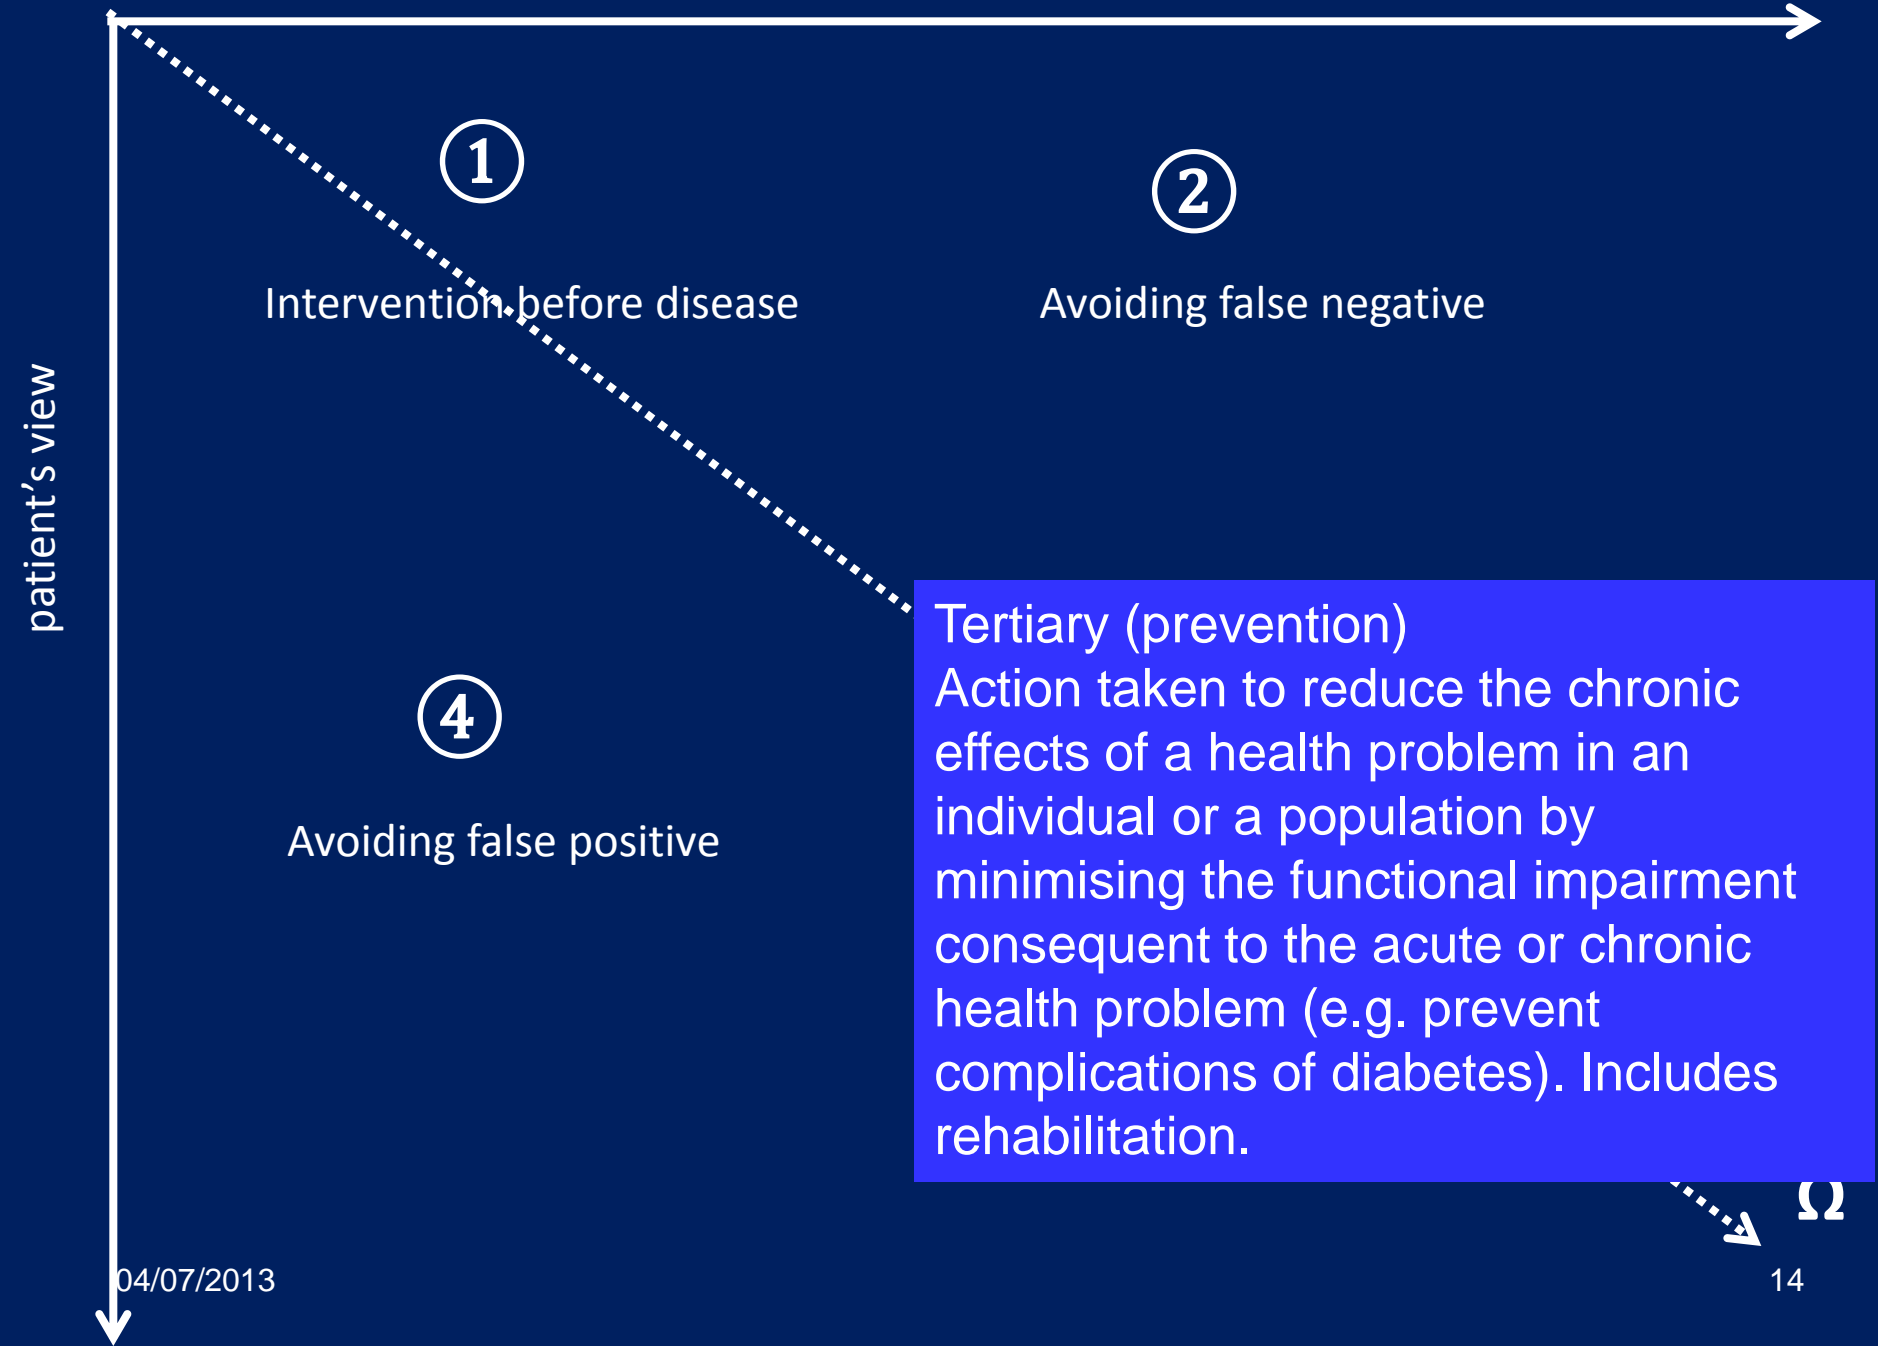 ①
②
Intervention before disease
Avoiding false negative
patient’s view
④
Avoiding false positive
Tertiary (prevention)
Action taken to reduce the chronic
effects of a health problem in an
individual or a population by
minimising the functional impairment
consequent to the acute or chronic
health problem (e.g. prevent
complications of diabetes). Includes
rehabilitation.
Ω
04/07/2013
14